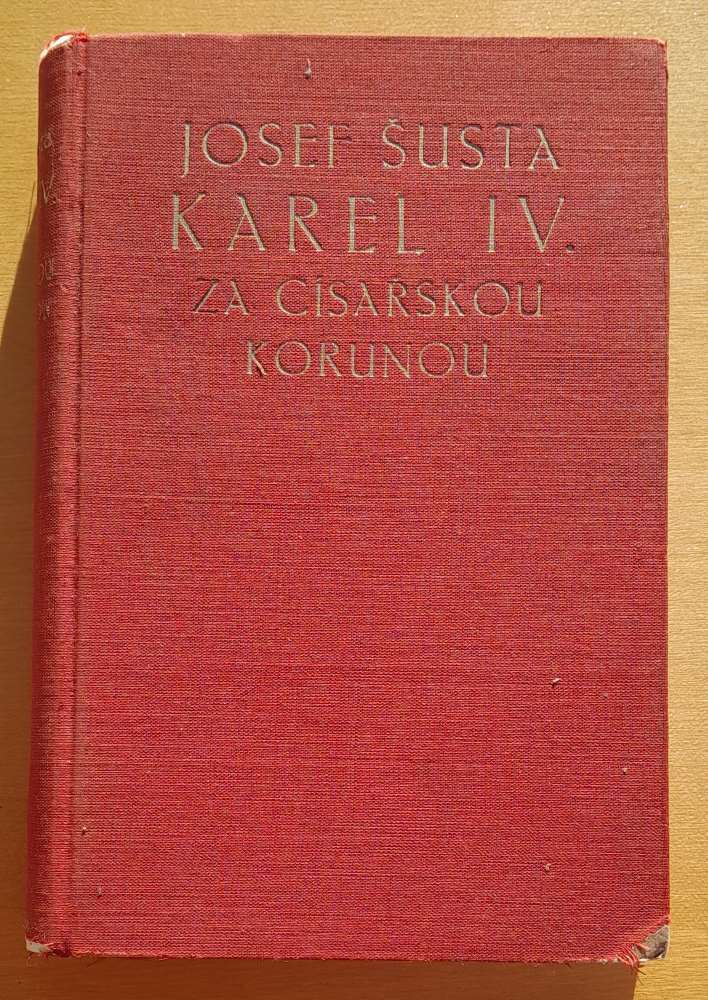 JOSEF ŠUSTA
KAREL IV.
ZA CÍSAŘSKOU
KORUNOU